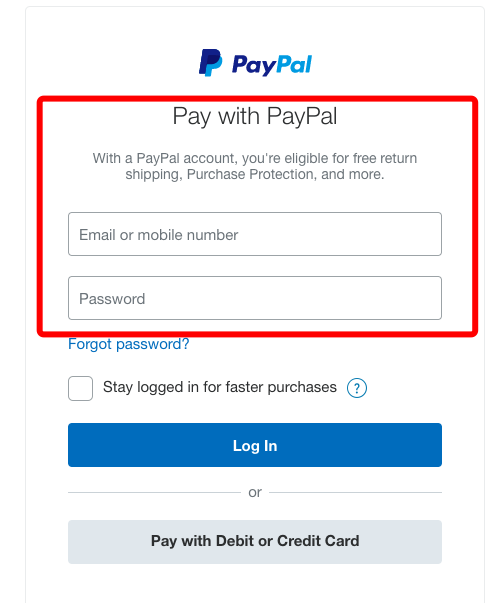 PayPal
Pay with PayPal
With a PayPal account, you're eligible for free return
shipping, Purchase Protection, and more.
Email or mobile number
Password
Forgot password?
Stay logged in for faster purchases ?
Log In
or
Pay with Debit or Credit Card